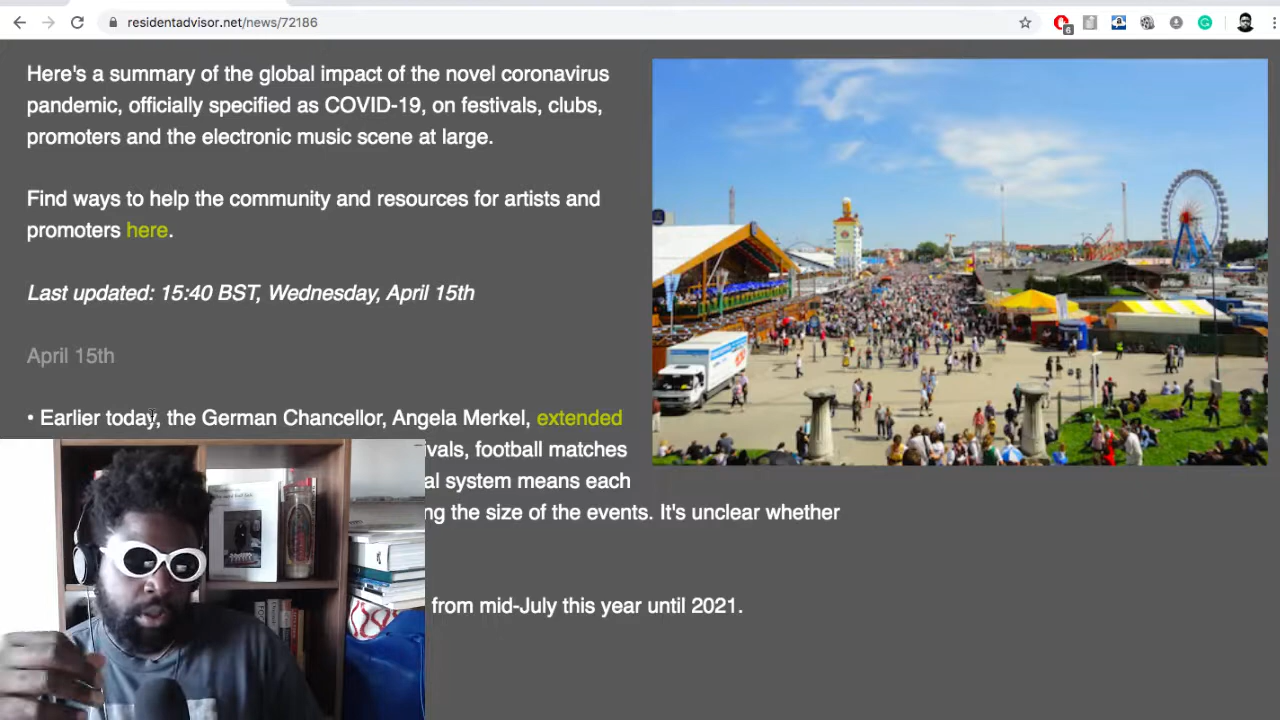 residentadvisor.net/news/72186
6
Here's a summary of the global impact of the novel coronavirus
pandemic, officially specified as COVID-19, on festivals, clubs,
promoters and the electronic music scene at large.
Find ways to help the community and resources for artists and
promoters here.
Last updated: 15:40 BST, Wednesday, April 15th
April 15th
• Earlier today, the German Chancellor, Angela Merkel, extended
ivals, football matches
al system means each
ng the size of the events. It's unclear whether
from mid-July this year until 2021.